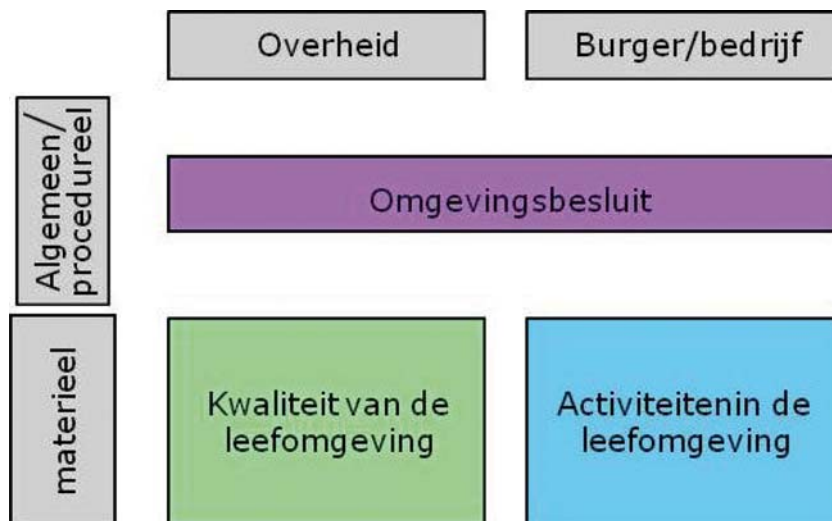 Overheid
Burger/bedrijf
Algemeen/
procedureel
Omgevingsbesluit
materieel
Kwaliteit van de
leefomgeving
Activiteitenin de
leefomgeving